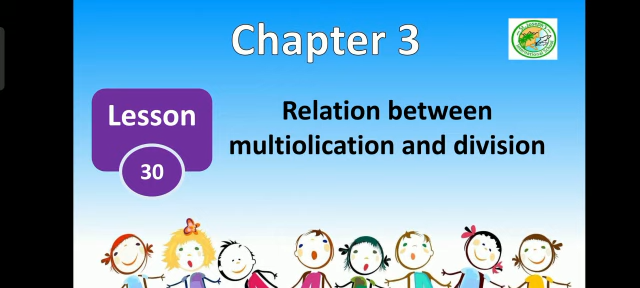 Chapter 3
Lesson
30
Relation between
multiolication and division